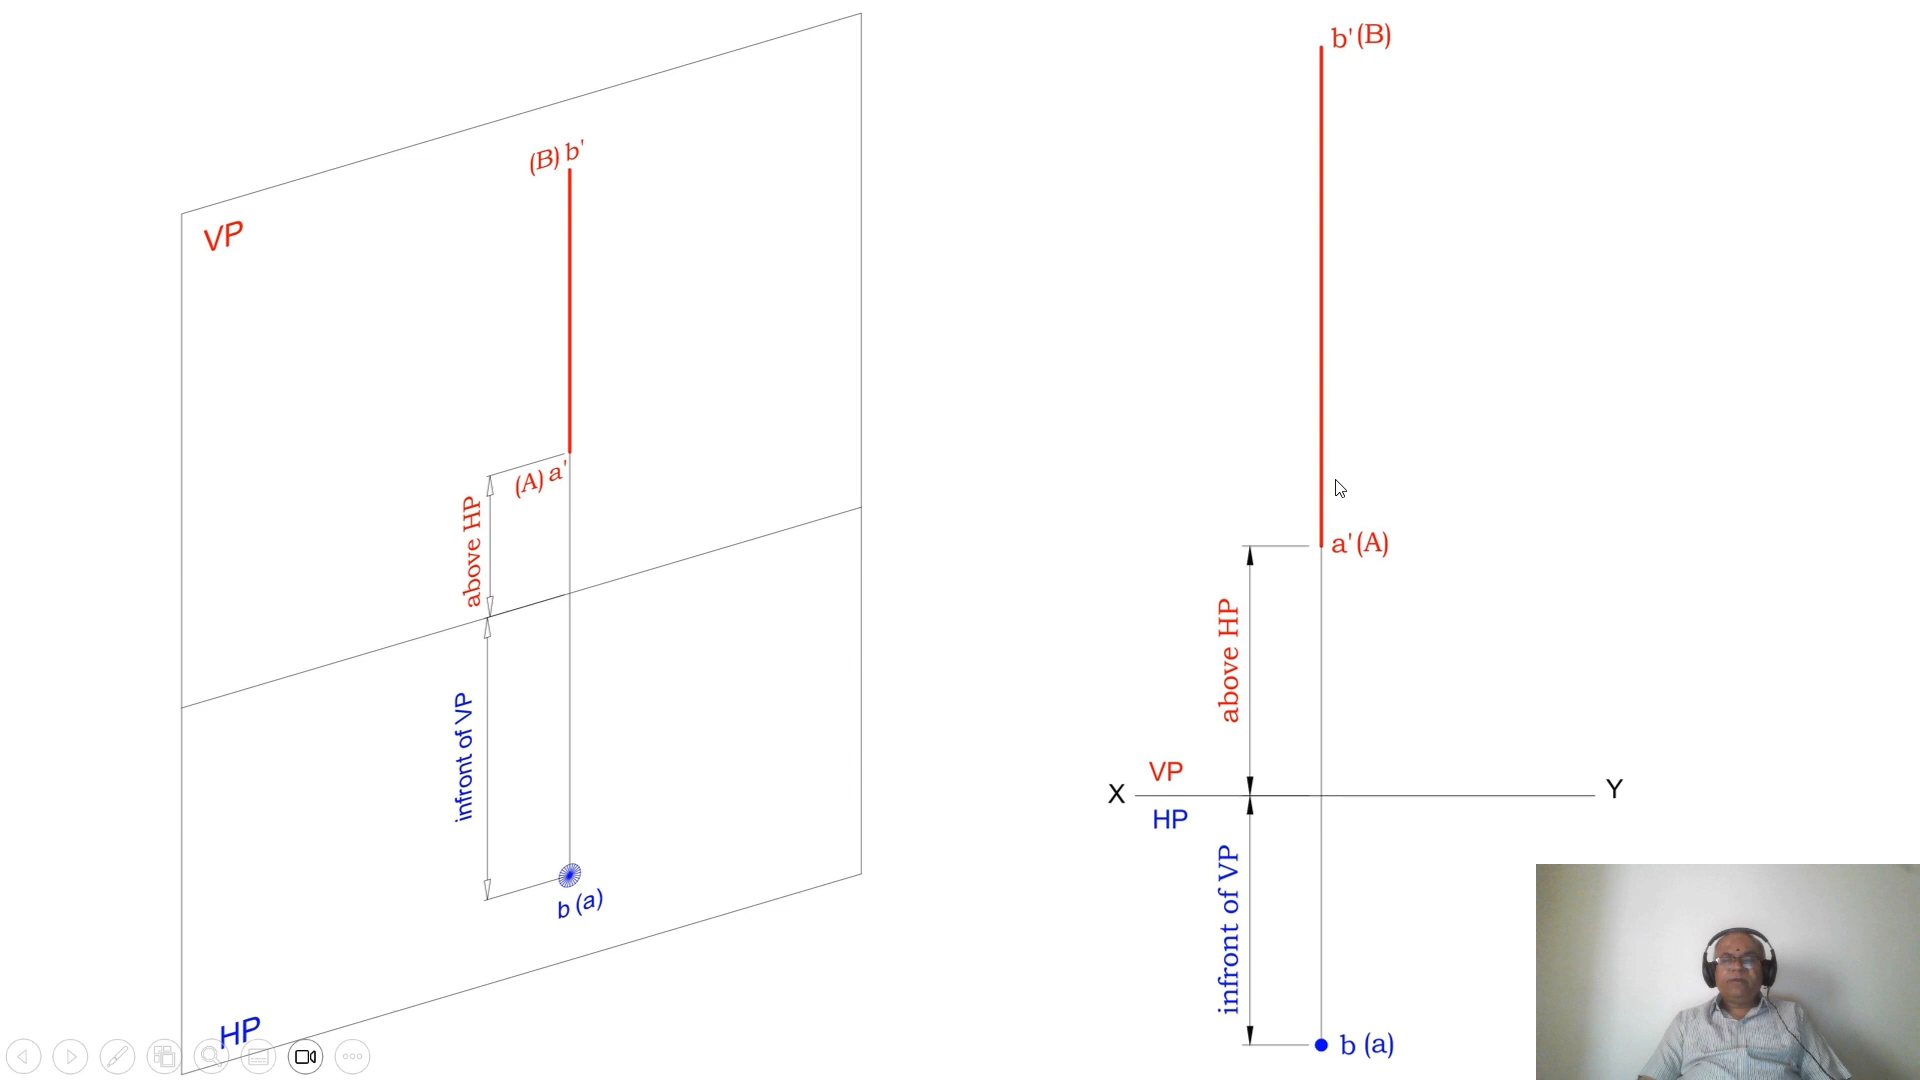 (B) b'
VP
(A) a'
above HP
infront of VP
b (a)
HP
b' (B)
a' (A)
above HP
VP
X
Y
HP
infront of VP
b (a)